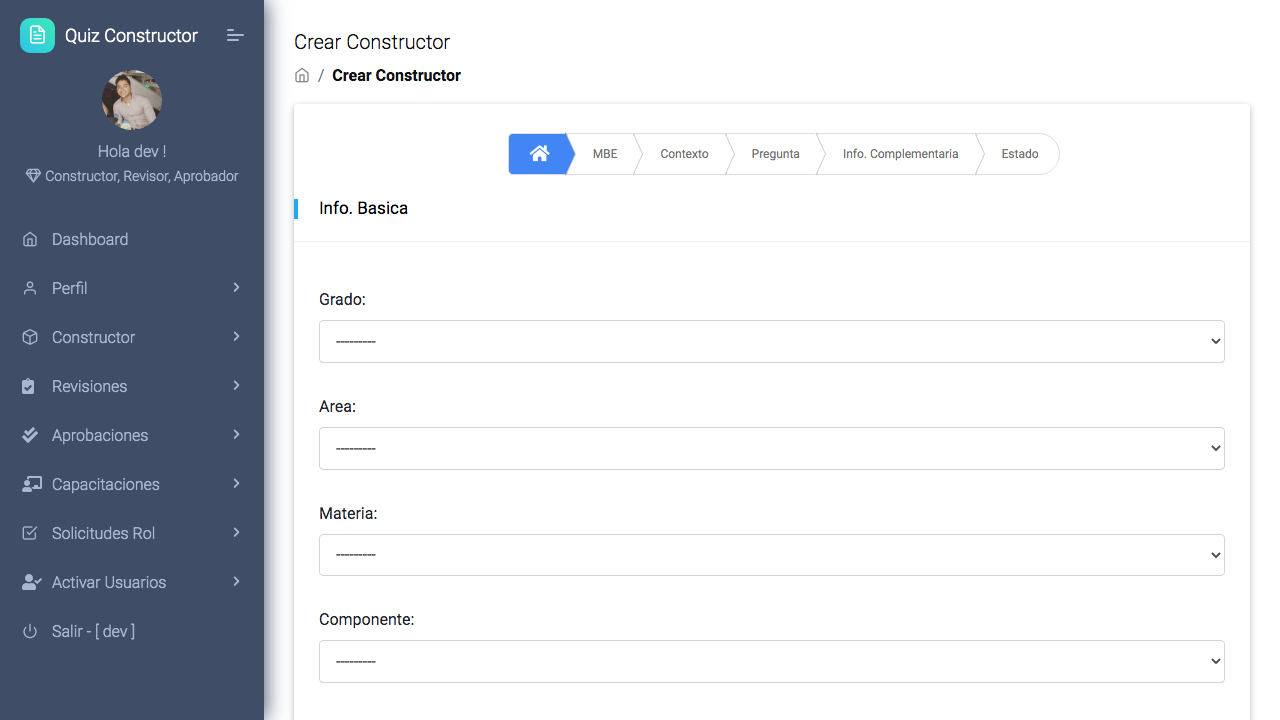 Quiz Constructor
Hola dev !
Constructor, Revisor, Aprobador
Dashboard
Perfil
Constructor
Revisiones
Aprobaciones
Capacitaciones
Solicitudes Rol
Activar Usuarios
Salir - [ dev ]
Crear Constructor
/ Crear Constructor
MBE Contexto Pregunta Info. Complementaria Estado
Info. Basica
Grado:
---------
Area:
---------
Materia:
---------
Componente:
---------